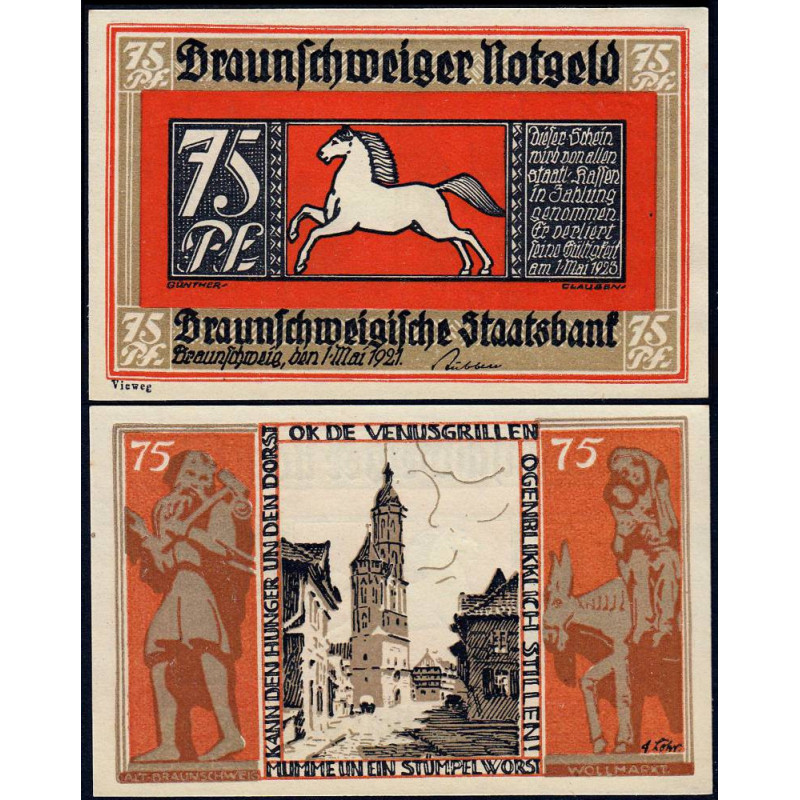 75 Pf.
Braunschweiger Notgeld
75 Pf.
75
Pf.
Dieser Schein
wird von allen
staatl. Kassen
in Zahlung
genommen
Er verliert
seine Gültigkeit
am 1. Mai 1923
GÜNTHER
CLAUSEN
75 Pf.
Braunschweigische Staatsbank
75 Pf.
Braunschweig, den 1. Mai 1921.
Vieweg
75
OK DE VENUSGRILLEN
75
KANN DEN HUNGER UN DEN DORST
OGENBLIKKLICH STILLEN!
ALT-BRAUNSCHWEIG
MUMME UN EIN STÜMPEL WORST
WOLLMARKT.